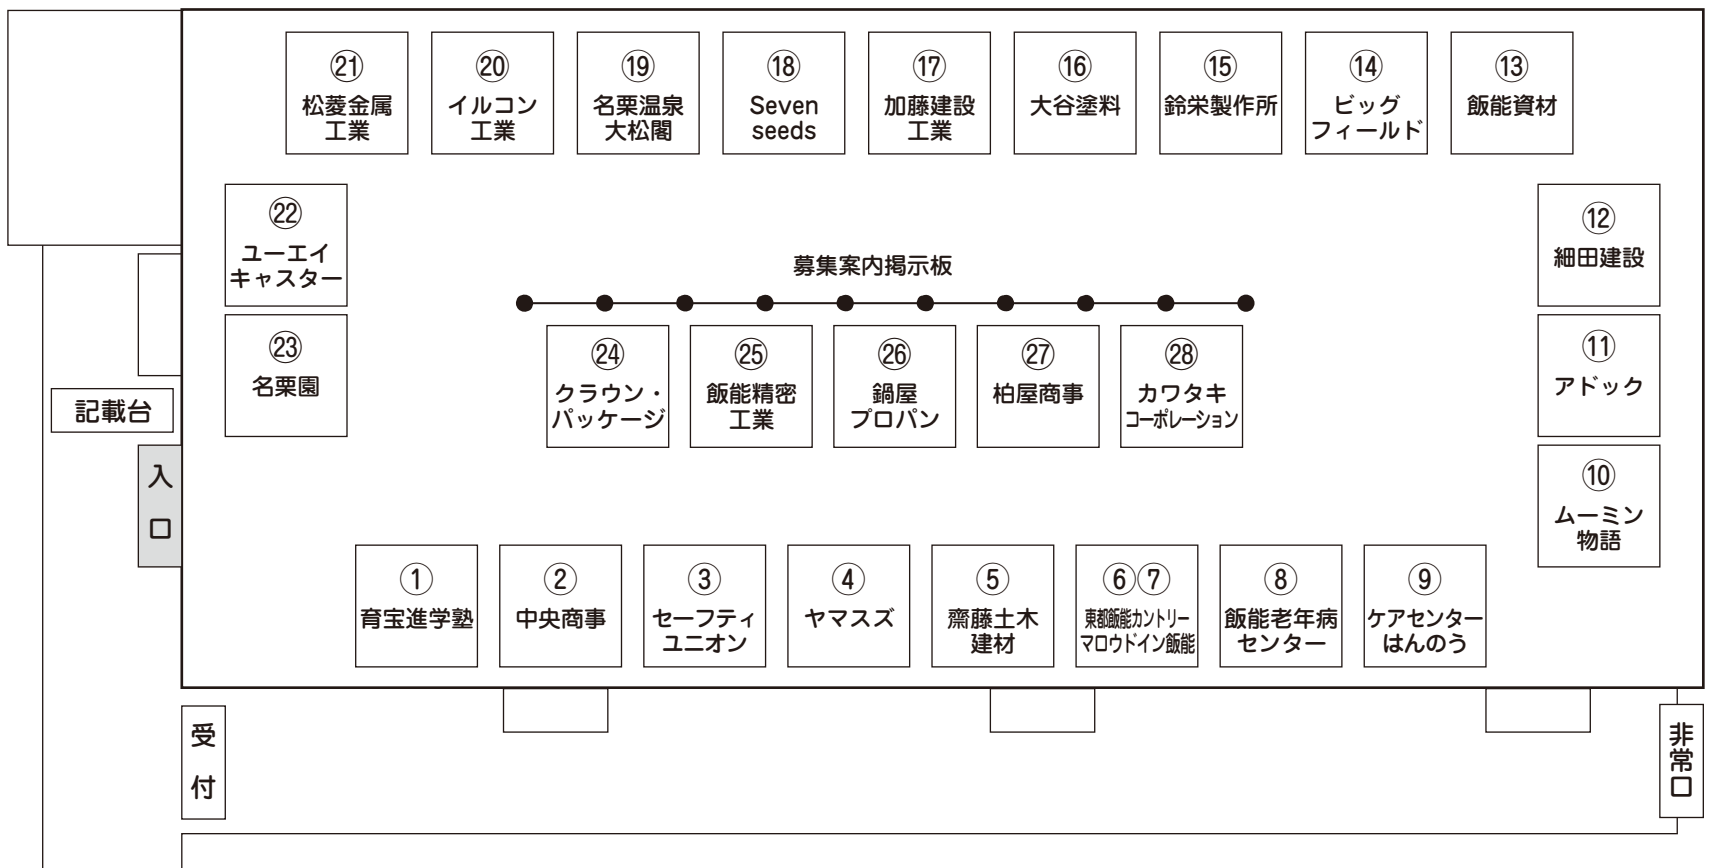 ㉑
松菱金属
工業
⑳
イルコン
工業
⑲
名栗温泉
大松閣
⑱
Seven
seeds
⑰
加藤建設
工業
⑯
大谷塗料
⑮
鈴栄製作所
⑭
ビッグ
フィールド
⑬
飯能資材
㉒
ユーエイ
キャスター
⑫
細田建設
募集案内掲示板
㉓
名栗園
㉔
クラウン・
パッケージ
㉕
飯能精密
工業
㉖
鍋屋
プロパン
㉗
柏屋商事
㉘
カワタキ
コーポレーション
⑪
アドック
記載台
入口
⑩
ムーミン
物語
①
育宝進学塾
②
中央商事
③
セーフティ
ユニオン
④
ヤマスズ
⑤
齋藤土木
建材
⑥⑦
東都飯能カントリー
マロウドイン飯能
⑧
飯能老年病
センター
⑨
ケアセンター
はんのう
受付
非常口